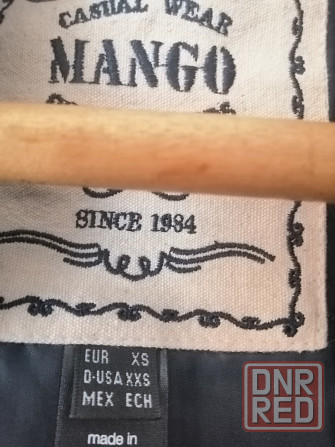 CASUAL WEAR
MANGO
SINCE 1984
EUR XS
D-USA XXS
MEX ECH
made in
DNR
RED